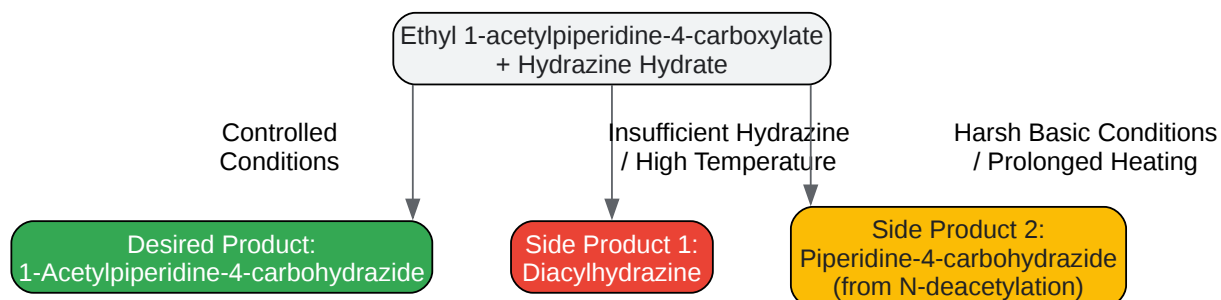 Ethyl 1-acetylpiperidine-4-carboxylate
+ Hydrazine Hydrate
Controlled
Conditions
Insufficient Hydrazine
/ High Temperature
Harsh Basic Conditions
/ Prolonged Heating
Desired Product:
1-Acetylpiperidine-4-carbohydrazide
Side Product 1:
Diacylhydrazine
Side Product 2:
Piperidine-4-carbohydrazide
(from N-deacetylation)